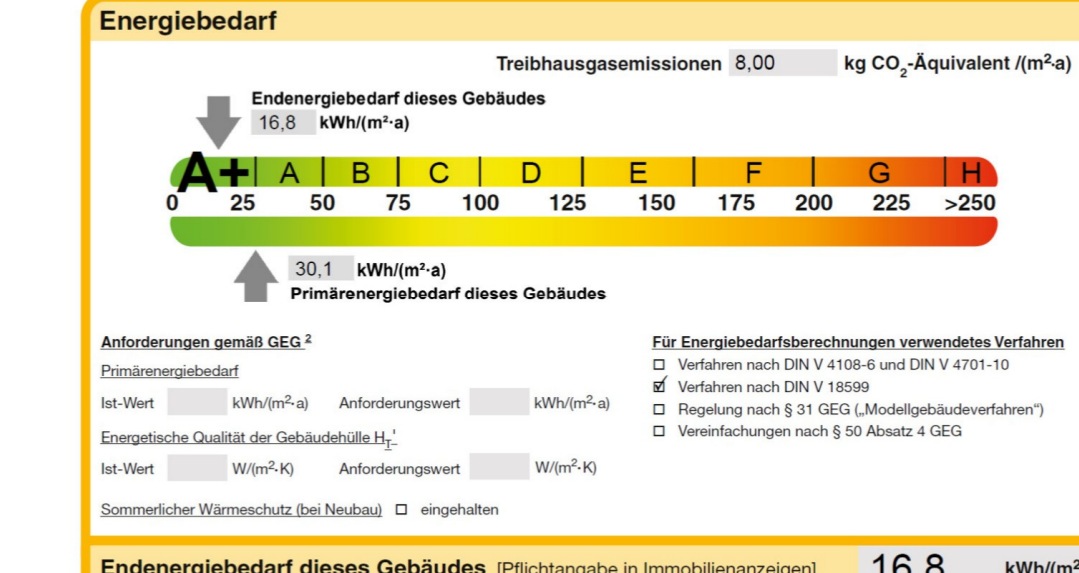 Energiebedarf
Treibhausgasemissionen 8,00 kg CO₂-Äquivalent /(m²·a)
Endenergiebedarf dieses Gebäudes
16,8 kWh/(m²·a)
A+ A B C D E F G H
0 25 50 75 100 125 150 175 200 225 >250
30,1 kWh/(m²·a)
Primärenergiebedarf dieses Gebäudes
Anforderungen gemäß GEG ²
Primärenergiebedarf
Ist-Wert kWh/(m²·a) Anforderungswert kWh/(m²·a)
Energetische Qualität der Gebäudehülle H_T'
Ist-Wert W/(m²·K) Anforderungswert W/(m²·K)
Sommerlicher Wärmeschutz (bei Neubau) ☐ eingehalten
Für Energiebedarfsberechnungen verwendetes Verfahren
☐ Verfahren nach DIN V 4108-6 und DIN V 4701-10
☑ Verfahren nach DIN V 18599
☐ Regelung nach § 31 GEG („Modellgebäudeverfahren“)
☐ Vereinfachungen nach § 50 Absatz 4 GEG
Endenergiebedarf dieses Gebäudes [Pflichtangabe in Immobilienanzeigen] 16,8 kWh/(m²